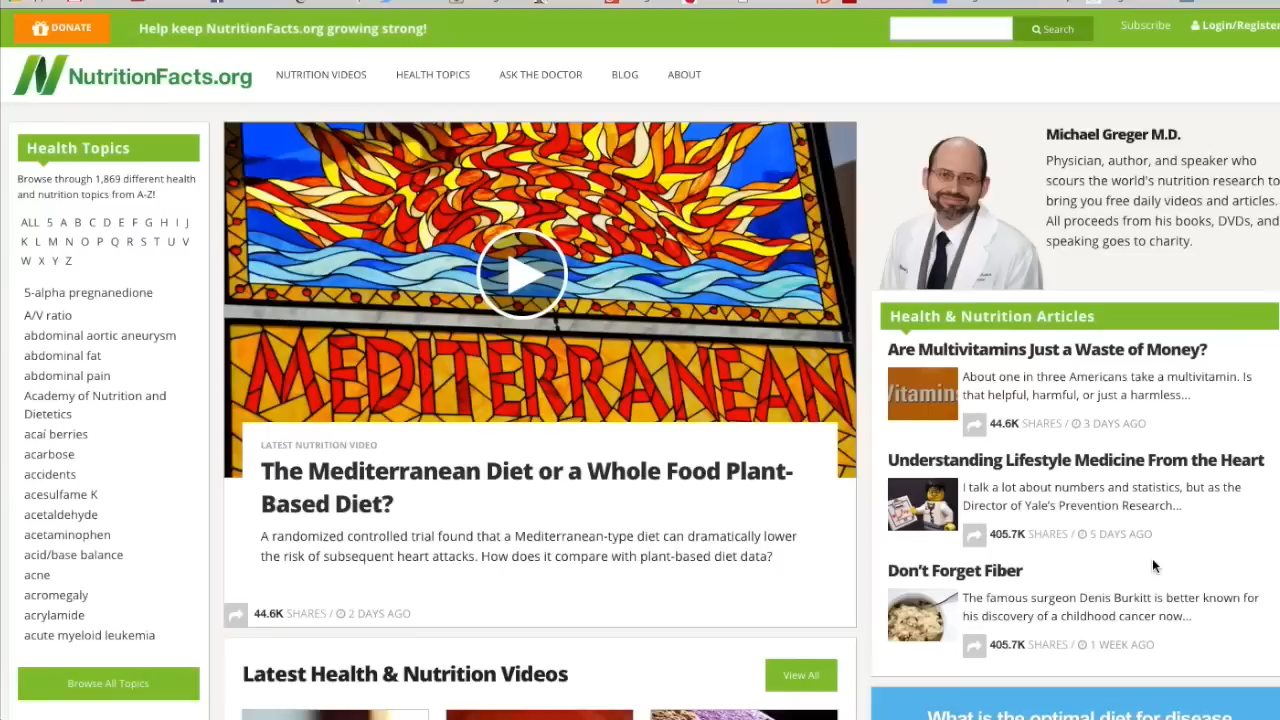 DONATE
Help keep NutritionFacts.org growing strong!
Search
Subscribe
Login/Register
NutritionFacts.org
NUTRITION VIDEOS
HEALTH TOPICS
ASK THE DOCTOR
BLOG
ABOUT
Health Topics
Browse through 1,869 different health
and nutrition topics from A-Z!
ALL 5 A B C D E F G H I J
K L M N O P Q R S T U V
W X Y Z
5-alpha pregnanedione
A/V ratio
abdominal aortic aneurysm
abdominal fat
abdominal pain
Academy of Nutrition and
Dietetics
acaí berries
acarbose
accidents
acesulfame K
acetaldehyde
acetaminophen
acid/base balance
acne
acromegaly
acrylamide
acute myeloid leukemia
Browse All Topics
MEDITERRANEAN
LATEST NUTRITION VIDEO
The Mediterranean Diet or a Whole Food Plant-
Based Diet?
A randomized controlled trial found that a Mediterranean-type diet can dramatically lower
the risk of subsequent heart attacks. How does it compare with plant-based diet data?
44.6K SHARES / 2 DAYS AGO
Latest Health & Nutrition Videos
View All
Michael Greger M.D.
Physician, author, and speaker who
scours the world's nutrition research to
bring you free daily videos and articles.
All proceeds from his books, DVDs, and
speaking goes to charity.
Health & Nutrition Articles
Are Multivitamins Just a Waste of Money?
Vitamins
About one in three Americans take a multivitamin. Is
that helpful, harmful, or just a harmless...
44.6K SHARES / 3 DAYS AGO
Understanding Lifestyle Medicine From the Heart
I talk a lot about numbers and statistics, but as the
Director of Yale's Prevention Research...
405.7K SHARES / 5 DAYS AGO
Don't Forget Fiber
The famous surgeon Denis Burkitt is better known for
his discovery of a childhood cancer now...
405.7K SHARES / 1 WEEK AGO
What is the optimal diet for disease